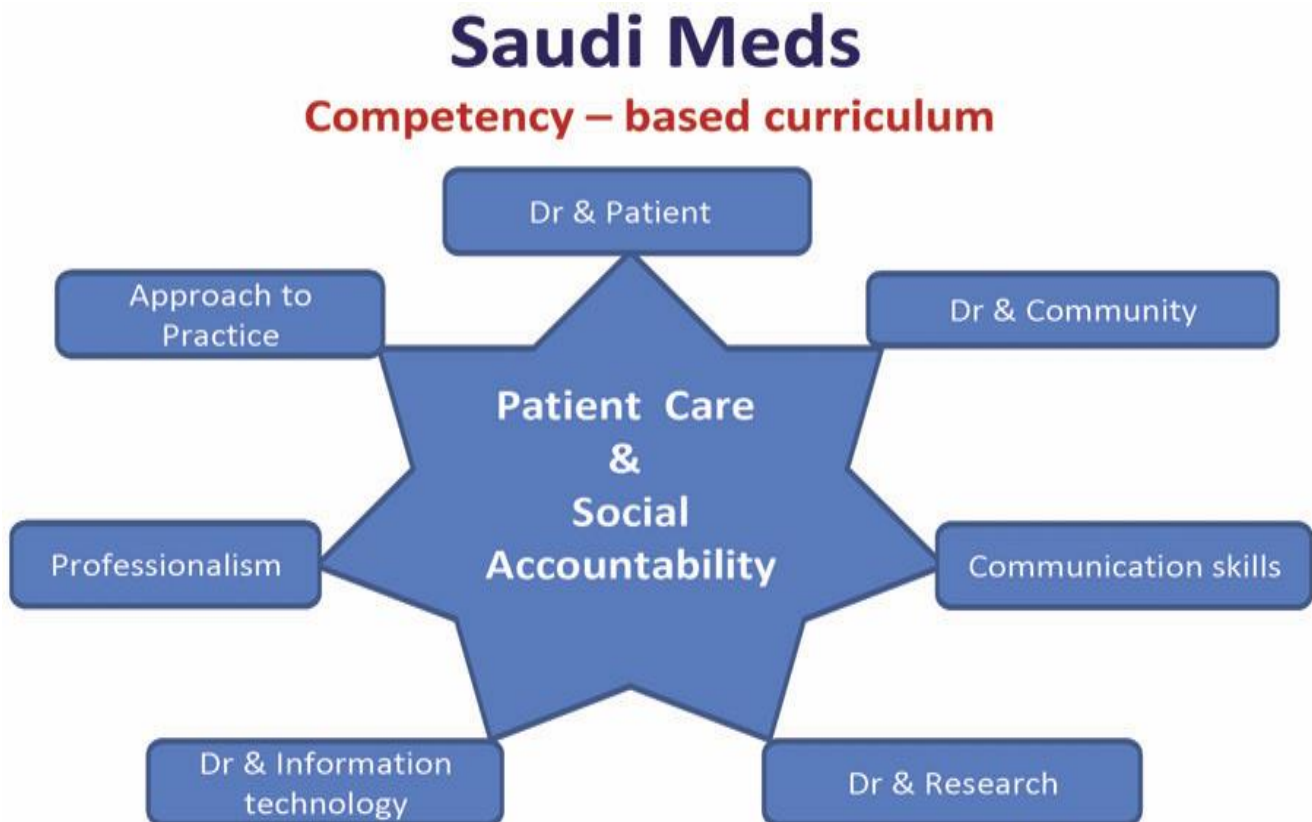 Saudi Meds
Competency – based curriculum
Dr & Patient
Approach to
Practice
Dr & Community
Patient Care
&
Social
Accountability
Professionalism
Communication skills
Dr & Information
technology
Dr & Research